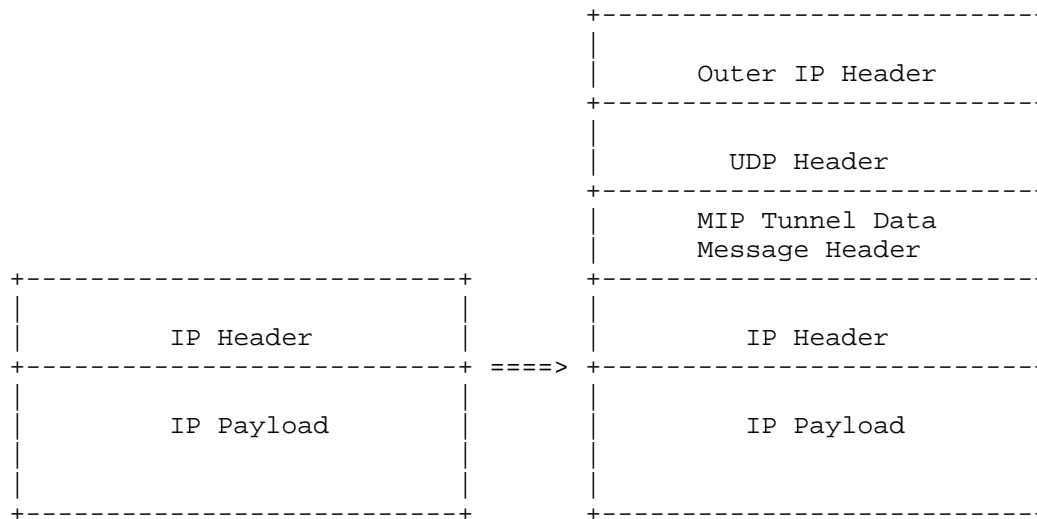 Outer IP Header
UDP Header
MIP Tunnel Data
Message Header
IP Header IP Header
====>
IP Payload IP Payload